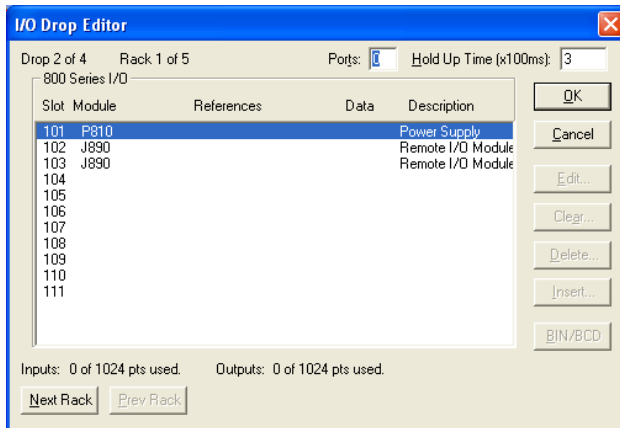 I/O Drop Editor
Drop 2 of 4 Rack 1 of 5 Ports: 0 Hold Up Time (x100ms): 3
800 Series I/O
Slot Module References Data Description
OK
101 P810 Power Supply
102 J890 Remote I/O Module
103 J890 Remote I/O Module
104
105
106
107
108
109
110
111
Cancel
Edit...
Clear...
Delete...
Insert...
BIN/BCD
Inputs: 0 of 1024 pts used. Outputs: 0 of 1024 pts used.
Next Rack Prev Rack